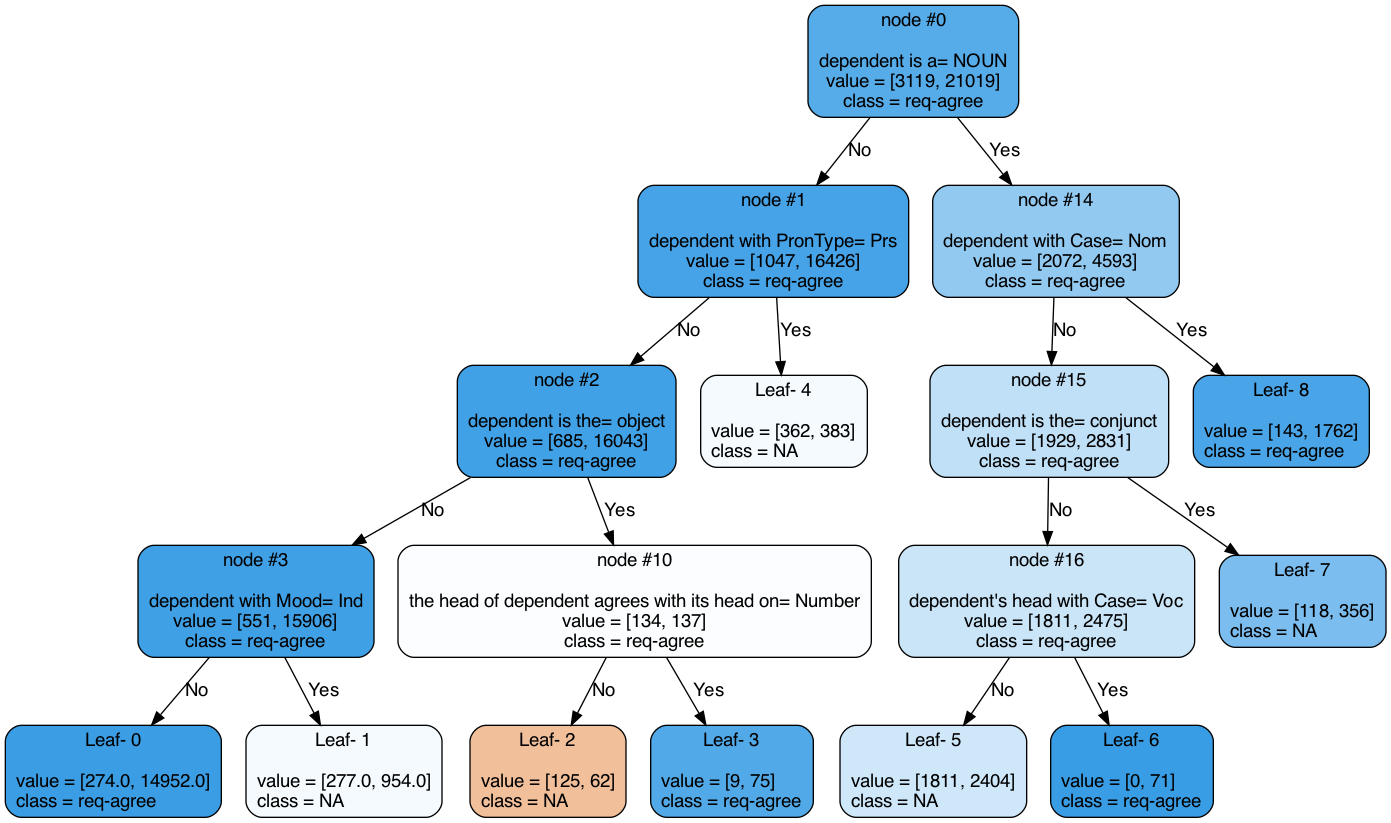 node #0
dependent is a= NOUN
value = [3119, 21019]
class = req-agree
No
Yes
node #1
dependent with PronType= Prs
value = [1047, 16426]
class = req-agree
node #14
dependent with Case= Nom
value = [2072, 4593]
class = req-agree
No
Yes
No
Yes
node #2
dependent is the= object
value = [685, 16043]
class = req-agree
Leaf- 4
value = [362, 383]
class = NA
node #15
dependent is the= conjunct
value = [1929, 2831]
class = req-agree
Leaf- 8
value = [143, 1762]
class = req-agree
No
Yes
No
Yes
node #3
dependent with Mood= Ind
value = [551, 15906]
class = req-agree
node #10
the head of dependent agrees with its head on= Number
value = [134, 137]
class = req-agree
node #16
dependent's head with Case= Voc
value = [1811, 2475]
class = req-agree
Leaf- 7
value = [118, 356]
class = NA
No
Yes
No
Yes
No
Yes
Leaf- 0
value = [274.0, 14952.0]
class = req-agree
Leaf- 1
value = [277.0, 954.0]
class = NA
Leaf- 2
value = [125, 62]
class = NA
Leaf- 3
value = [9, 75]
class = req-agree
Leaf- 5
value = [1811, 2404]
class = NA
Leaf- 6
value = [0, 71]
class = req-agree